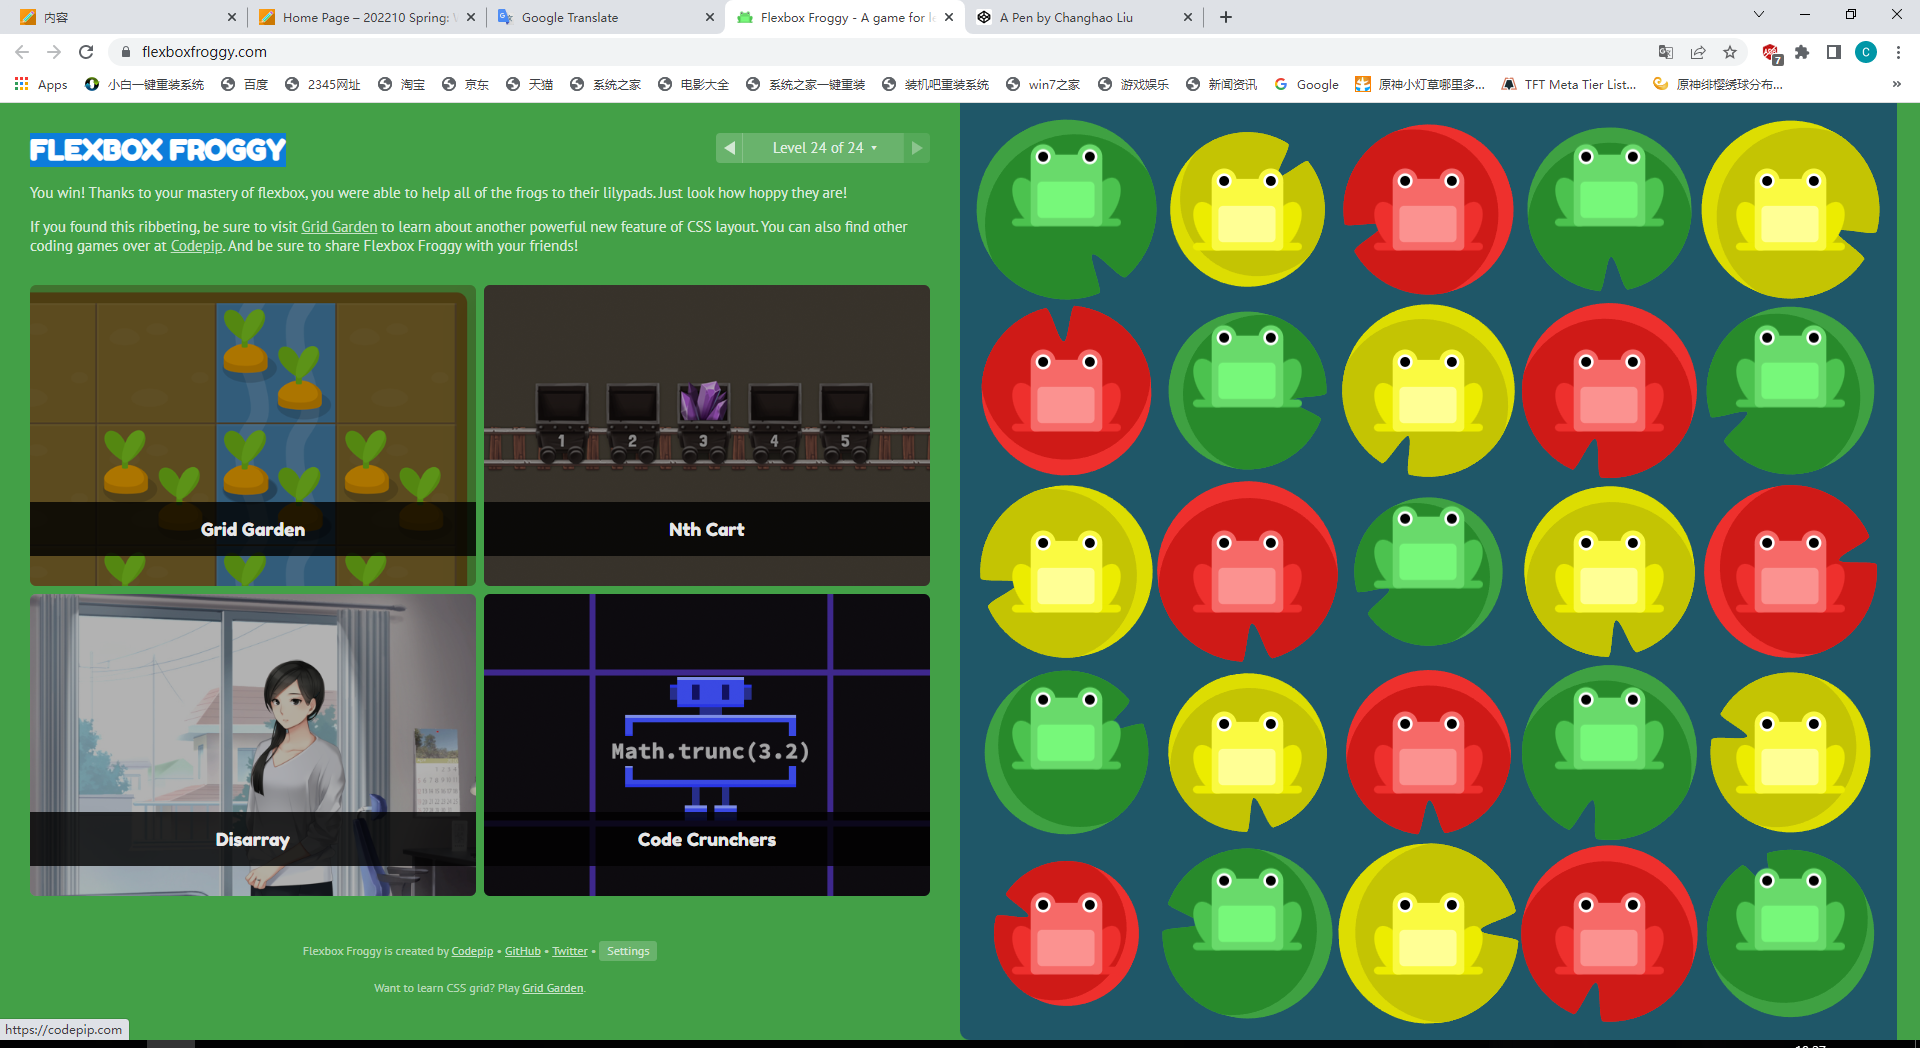 内容
Home Page – 202210 Spring:
Google Translate
Flexbox Froggy - A game for le
A Pen by Changhao Liu
flexboxfroggy.com
7
C
Apps
小白一键重装系统
百度
2345网址
淘宝
京东
天猫
系统之家
电影大全
系统之家一键重装
装机吧重装系统
win7之家
游戏娱乐
新闻资讯
Google
原神小灯草哪里多...
TFT Meta Tier List...
原神绯樱绣球分布...
FLEXBOX FROGGY
Level 24 of 24
You win! Thanks to your mastery of flexbox, you were able to help all of the frogs to their lilypads. Just look how hoppy they are!
If you found this ribbeting, be sure to visit Grid Garden to learn about another powerful new feature of CSS layout. You can also find other
coding games over at Codepip. And be sure to share Flexbox Froggy with your friends!
1 2 3 4 5
Grid Garden
Nth Cart
Math.trunc(3.2)
Disarray
Code Crunchers
Flexbox Froggy is created by Codepip • GitHub • Twitter • Settings
Want to learn CSS grid? Play Grid Garden.
https://codepip.com